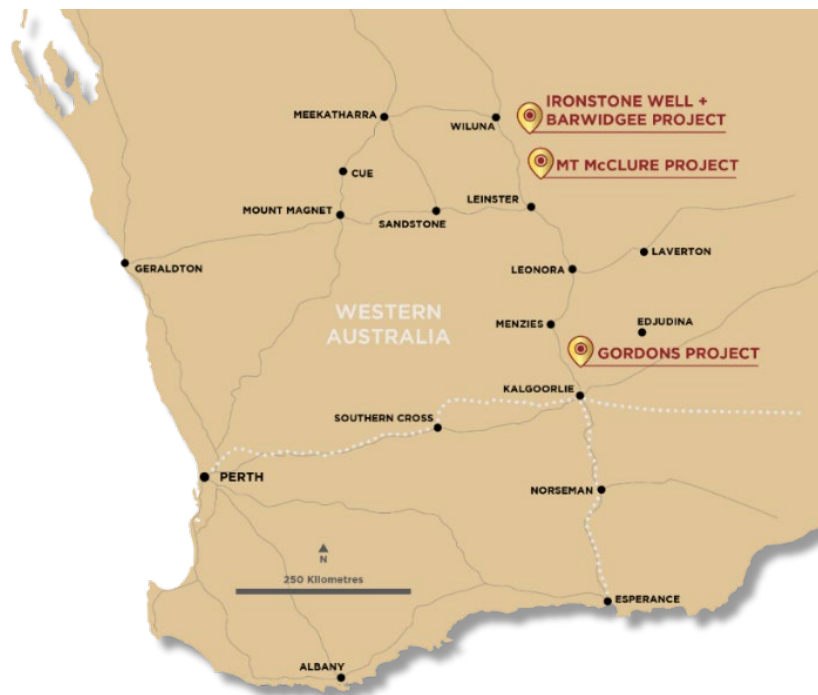 IRONSTONE WELL +
BARWIDGEE PROJECT
MEEKATHARRA
WILUNA
MT McCLURE PROJECT
CUE
LEINSTER
MOUNT MAGNET
SANDSTONE
LAVERTON
GERALDTON
LEONORA
WESTERN
AUSTRALIA
MENZIES
EDJUDINA
GORDONS PROJECT
KALGOORLIE
SOUTHERN CROSS
PERTH
NORSEMAN
N
250 Kilometres
ESPERANCE
ALBANY